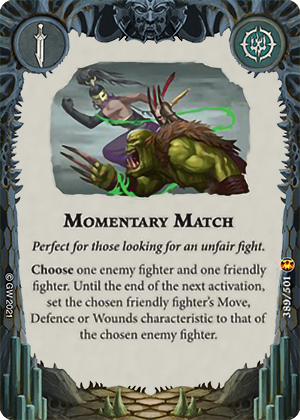 MOMENTARY MATCH
Perfect for those looking for an unfair fight.
Choose one enemy fighter and one friendly
fighter. Until the end of the next activation,
set the chosen friendly fighter's Move,
Defence or Wounds characteristic to that of
the chosen enemy fighter.
© GW 2021
389/501